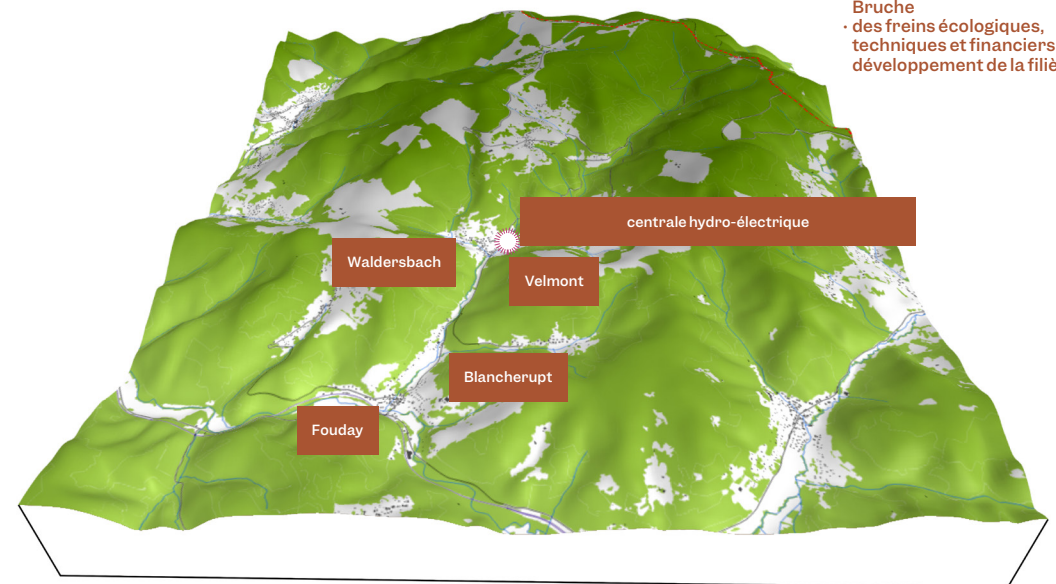 Bruche
· des freins écologiques,
techniques et financiers
développement de la filiè
centrale hydro-électrique
Waldersbach
Velmont
Blancherupt
Fouday